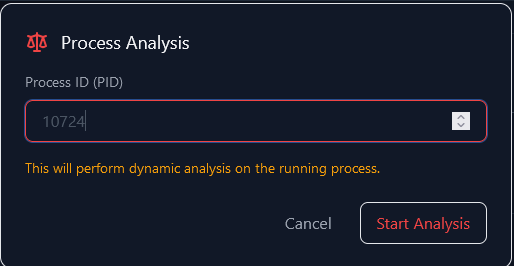 Process Analysis
Process ID (PID)
10724
This will perform dynamic analysis on the running process.
Cancel
Start Analysis